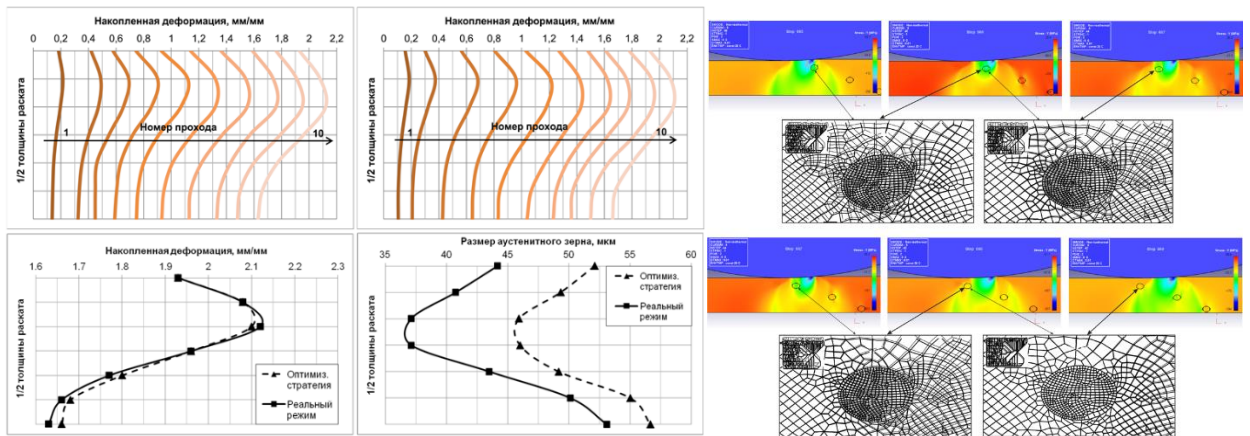 Накопленная деформация, мм/мм
0 0,2 0,4 0,6 0,8 1 1,2 1,4 1,6 1,8 2 2,2
1/2 толщины раската
1
Номер прохода
10
Накопленная деформация, мм/мм
0 0,2 0,4 0,6 0,8 1 1,2 1,4 1,6 1,8 2 2,2
1/2 толщины раската
1
Номер прохода
10
Накопленная деформация, мм/мм
1.6 1.7 1.8 1.9 2 2.1 2.2 2.3
1/2 толщины раската
Оптимиз.
стратегия
Реальный
режим
Размер аустенитного зерна, мкм
35 45 55 65
1/2 толщины раската
Оптимиз.
стратегия
Реальный
режим